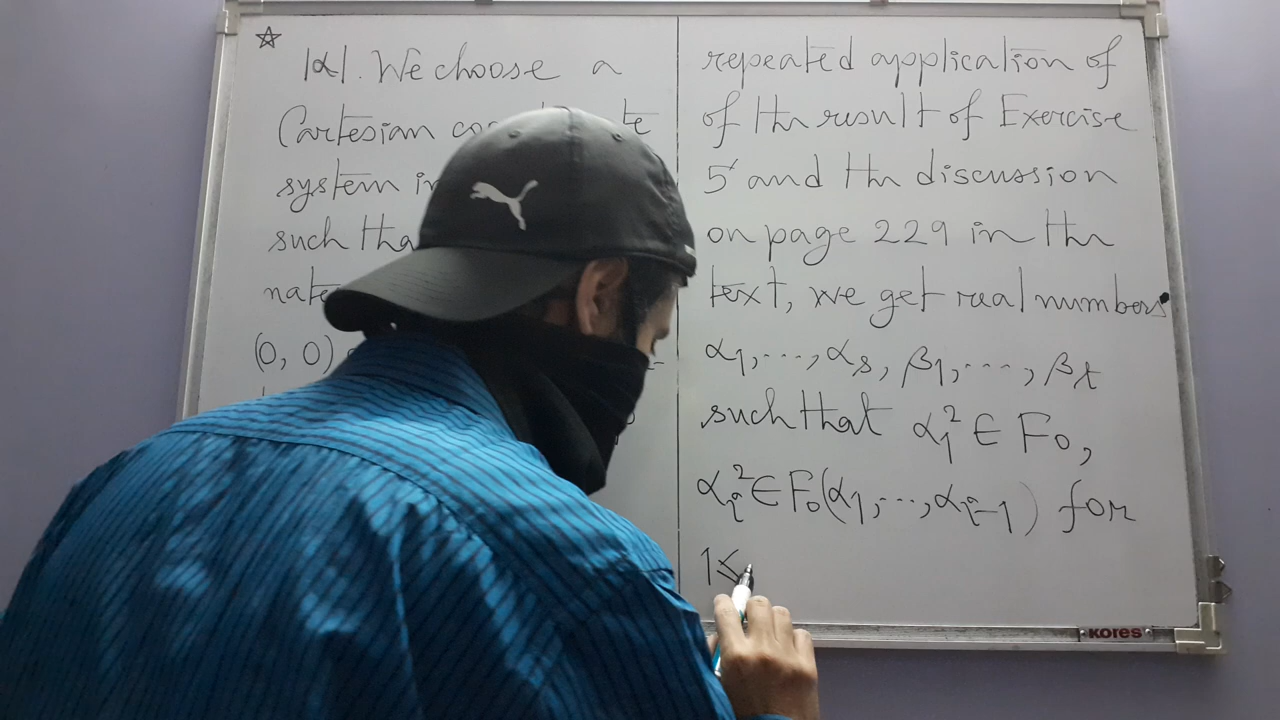 |α|. We choose a
Cartesian
system in
such tha
nate
(0, 0)
repeated application of
of the result of Exercise
5 and the discussion
on page 229 in the
text, we get real numbers
α₁, ..., αₛ, β₁, ..., βₜ
such that α₁² ∈ F₀,
αᵢ² ∈ F₀(α₁, ..., αᵢ₋₁) for
1≤
KORES